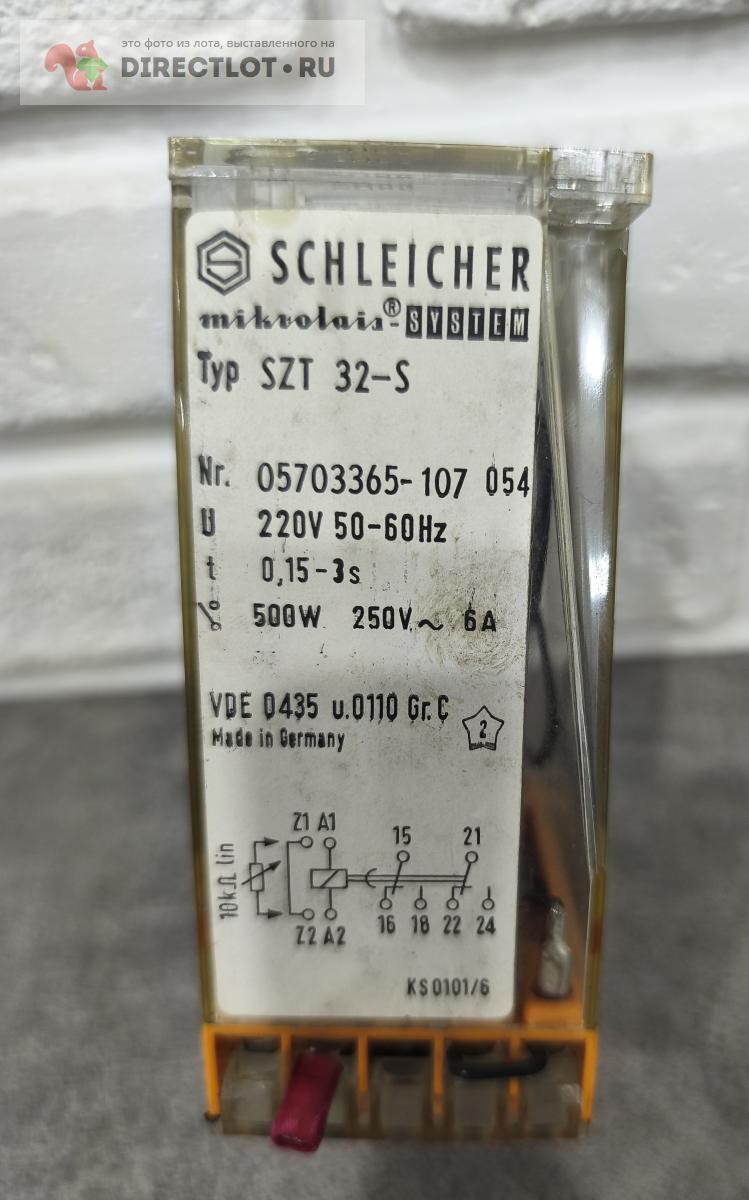 это фото из лота, выставленного на
DIRECTLOT.RU
SCHLEICHER
mikrolais®-SYSTEM
Typ SZT 32-S
Nr. 05703365-107 054
U 220V 50-60Hz
t 0,15-3s
500W 250V~ 6A
VDE 0435 u.0110 Gr.C
2
Made in Germany
Z1 A1
15 21
10kΩ lin
16 18 22 24
Z2 A2
KS0101/6